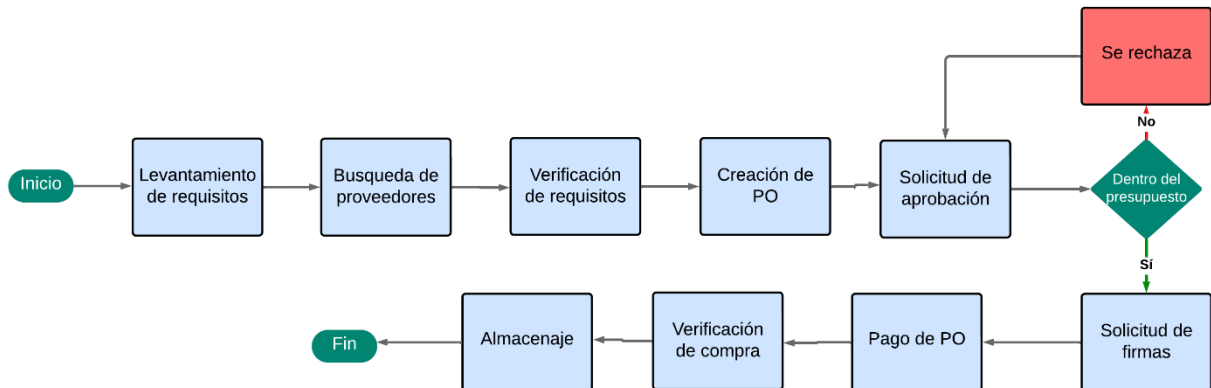 Se rechaza
No
Inicio
Levantamiento
de requisitos
Busqueda de
proveedores
Verificación
de requisitos
Creación de
PO
Solicitud de
aprobación
Dentro del
presupuesto
Sí
Solicitud de
firmas
Pago de PO
Verificación
de compra
Almacenaje
Fin